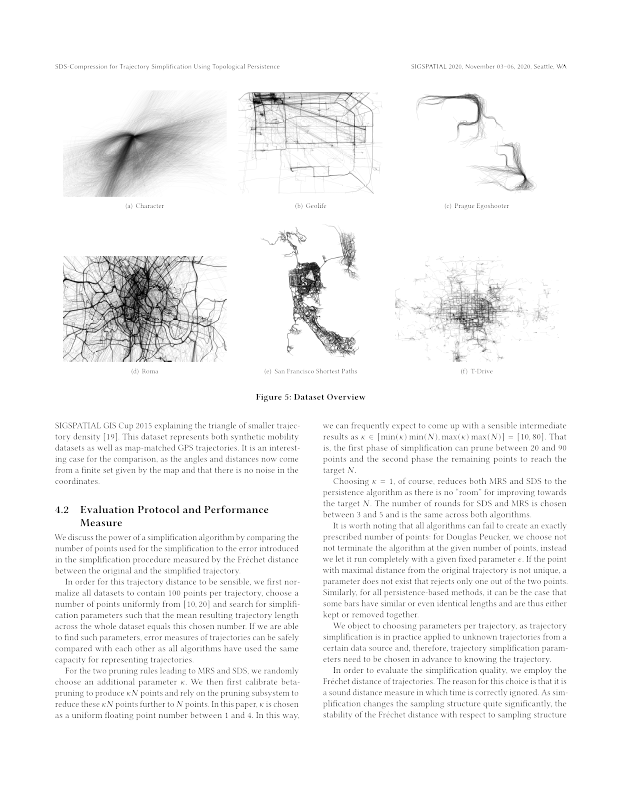 SDS-Compression for Trajectory Simplification Using Topological Persistence
SIGSPATIAL 2020, November 03–06, 2020, Seattle, WA
(a) Character
(b) Geolife
(c) Prague Egoshooter
(d) Roma
(e) San Francisco Shortest Paths
(f) T-Drive
Figure 5: Dataset Overview
SIGSPATIAL GIS Cup 2015 explaining the triangle of smaller trajec-
tory density [19]. This dataset represents both synthetic mobility
datasets as well as map-matched GPS trajectories. It is an interest-
ing case for the comparison, as the angles and distances now come
from a finite set given by the map and that there is no noise in the
coordinates.
4.2 Evaluation Protocol and Performance
Measure
We discuss the power of a simplification algorithm by comparing the
number of points used for the simplification to the error introduced
in the simplification procedure measured by the Fréchet distance
between the original and the simplified trajectory.
In order for this trajectory distance to be sensible, we first nor-
malize all datasets to contain 100 points per trajectory, choose a
number of points uniformly from [10, 20] and search for simplifi-
cation parameters such that the mean resulting trajectory length
across the whole dataset equals this chosen number. If we are able
to find such parameters, error measures of trajectories can be safely
compared with each other as all algorithms have used the same
capacity for representing trajectories.
For the two pruning rules leading to MRS and SDS, we randomly
choose an additional parameter κ. We then first calibrate beta-
pruning to produce κN points and rely on the pruning subsystem to
reduce these κN points further to N points. In this paper, κ is chosen
as a uniform floating point number between 1 and 4. In this way,
we can frequently expect to come up with a sensible intermediate
results as κ ∈ [min(κ) min(N), max(κ) max(N)] = [10, 80]. That
is, the first phase of simplification can prune between 20 and 90
points and the second phase the remaining points to reach the
target N.
Choosing κ = 1, of course, reduces both MRS and SDS to the
persistence algorithm as there is no "room" for improving towards
the target N. The number of rounds for SDS and MRS is chosen
between 3 and 5 and is the same across both algorithms.
It is worth noting that all algorithms can fail to create an exactly
prescribed number of points: for Douglas Peucker, we choose not
not terminate the algorithm at the given number of points, instead
we let it run completely with a given fixed parameter ϵ. If the point
with maximal distance from the original trajectory is not unique, a
parameter does not exist that rejects only one out of the two points.
Similarly, for all persistence-based methods, it can be the case that
some bars have similar or even identical lengths and are thus either
kept or removed together.
We object to choosing parameters per trajectory, as trajectory
simplification is in practice applied to unknown trajectories from a
certain data source and, therefore, trajectory simplification param-
eters need to be chosen in advance to knowing the trajectory.
In order to evaluate the simplification quality, we employ the
Fréchet distance of trajectories. The reason for this choice is that it is
a sound distance measure in which time is correctly ignored. As sim-
plification changes the sampling structure quite significantly, the
stability of the Fréchet distance with respect to sampling structure